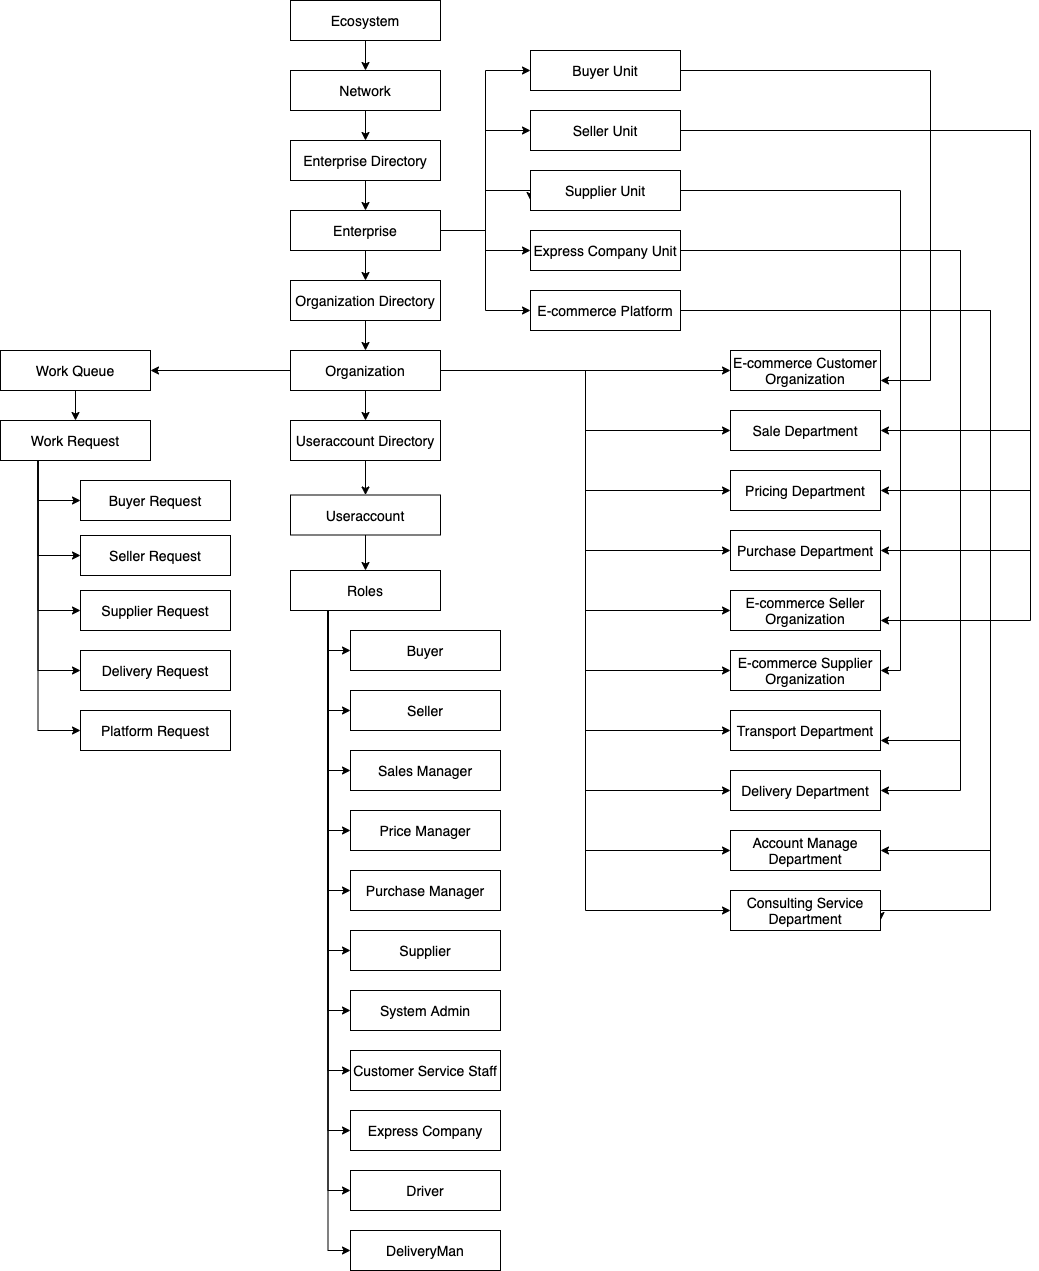 Ecosystem
Network
Enterprise Directory
Enterprise
Organization Directory
Organization
Useraccount Directory
Useraccount
Roles
Buyer
Seller
Sales Manager
Price Manager
Purchase Manager
Supplier
System Admin
Customer Service Staff
Express Company
Driver
DeliveryMan
Work Queue
Work Request
Buyer Request
Seller Request
Supplier Request
Delivery Request
Platform Request
Buyer Unit
Seller Unit
Supplier Unit
Express Company Unit
E-commerce Platform
E-commerce Customer
Organization
Sale Department
Pricing Department
Purchase Department
E-commerce Seller
Organization
E-commerce Supplier
Organization
Transport Department
Delivery Department
Account Manage
Department
Consulting Service
Department